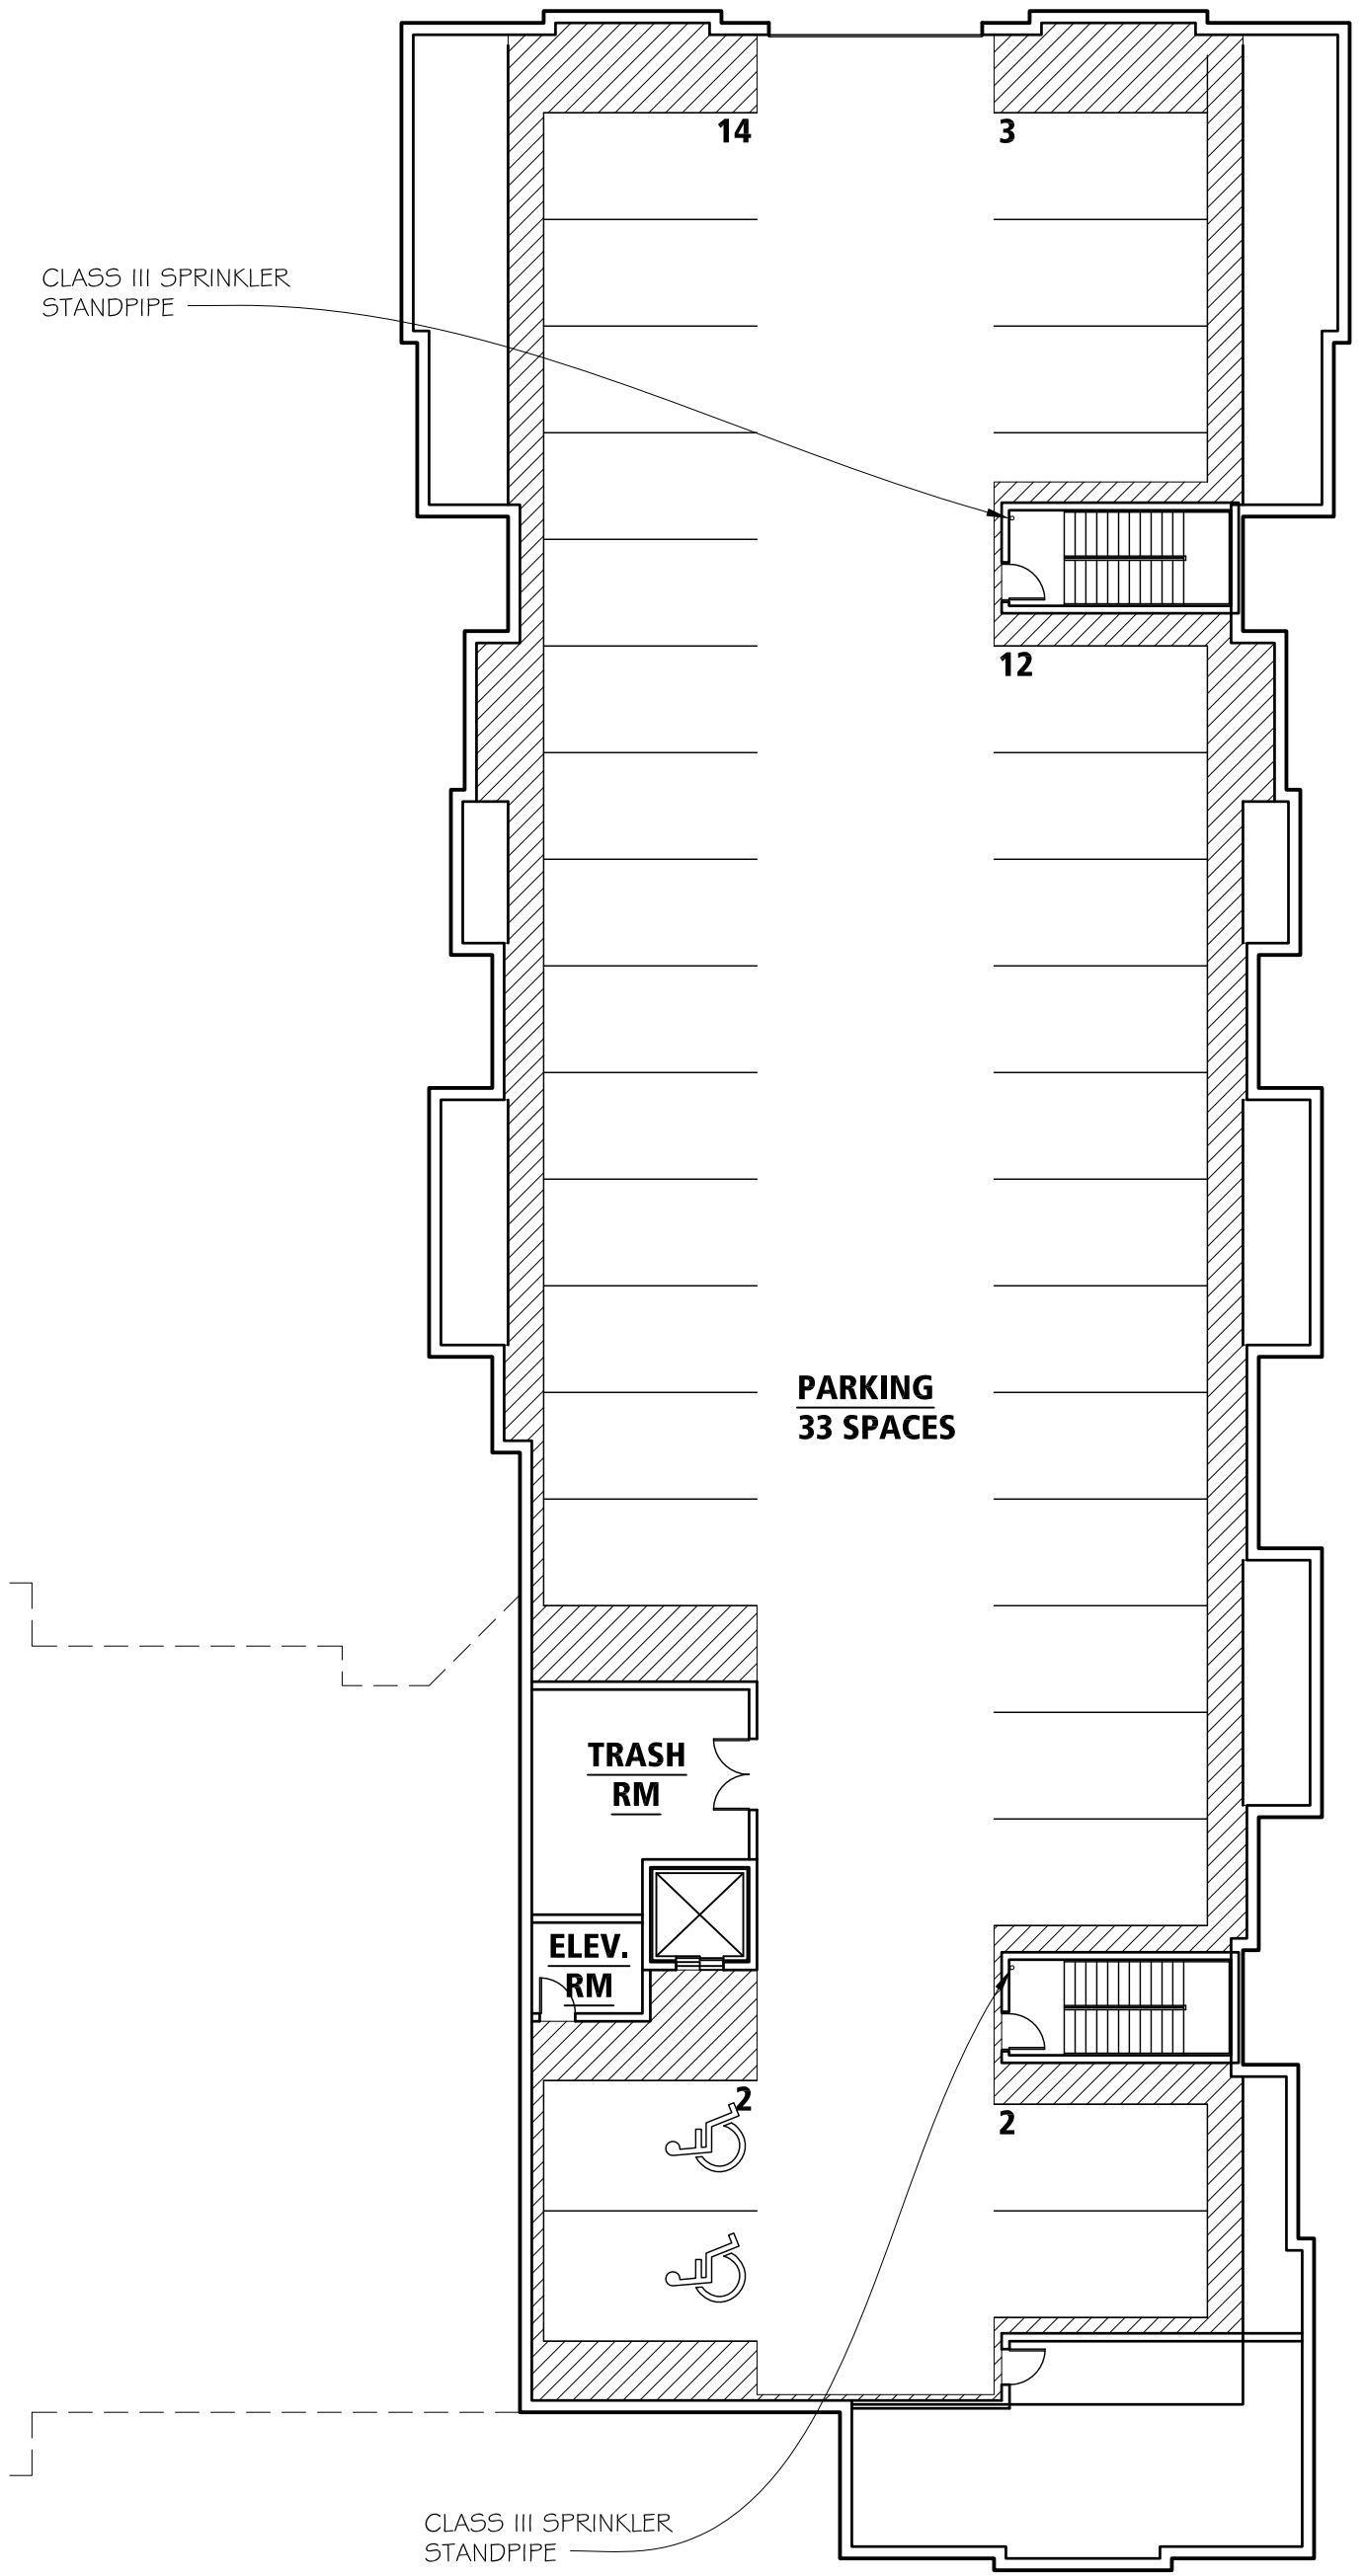 14
3
CLASS III SPRINKLER
STANDPIPE
12
PARKING
33 SPACES
TRASH
RM
ELEV.
RM
2
2
CLASS III SPRINKLER
STANDPIPE